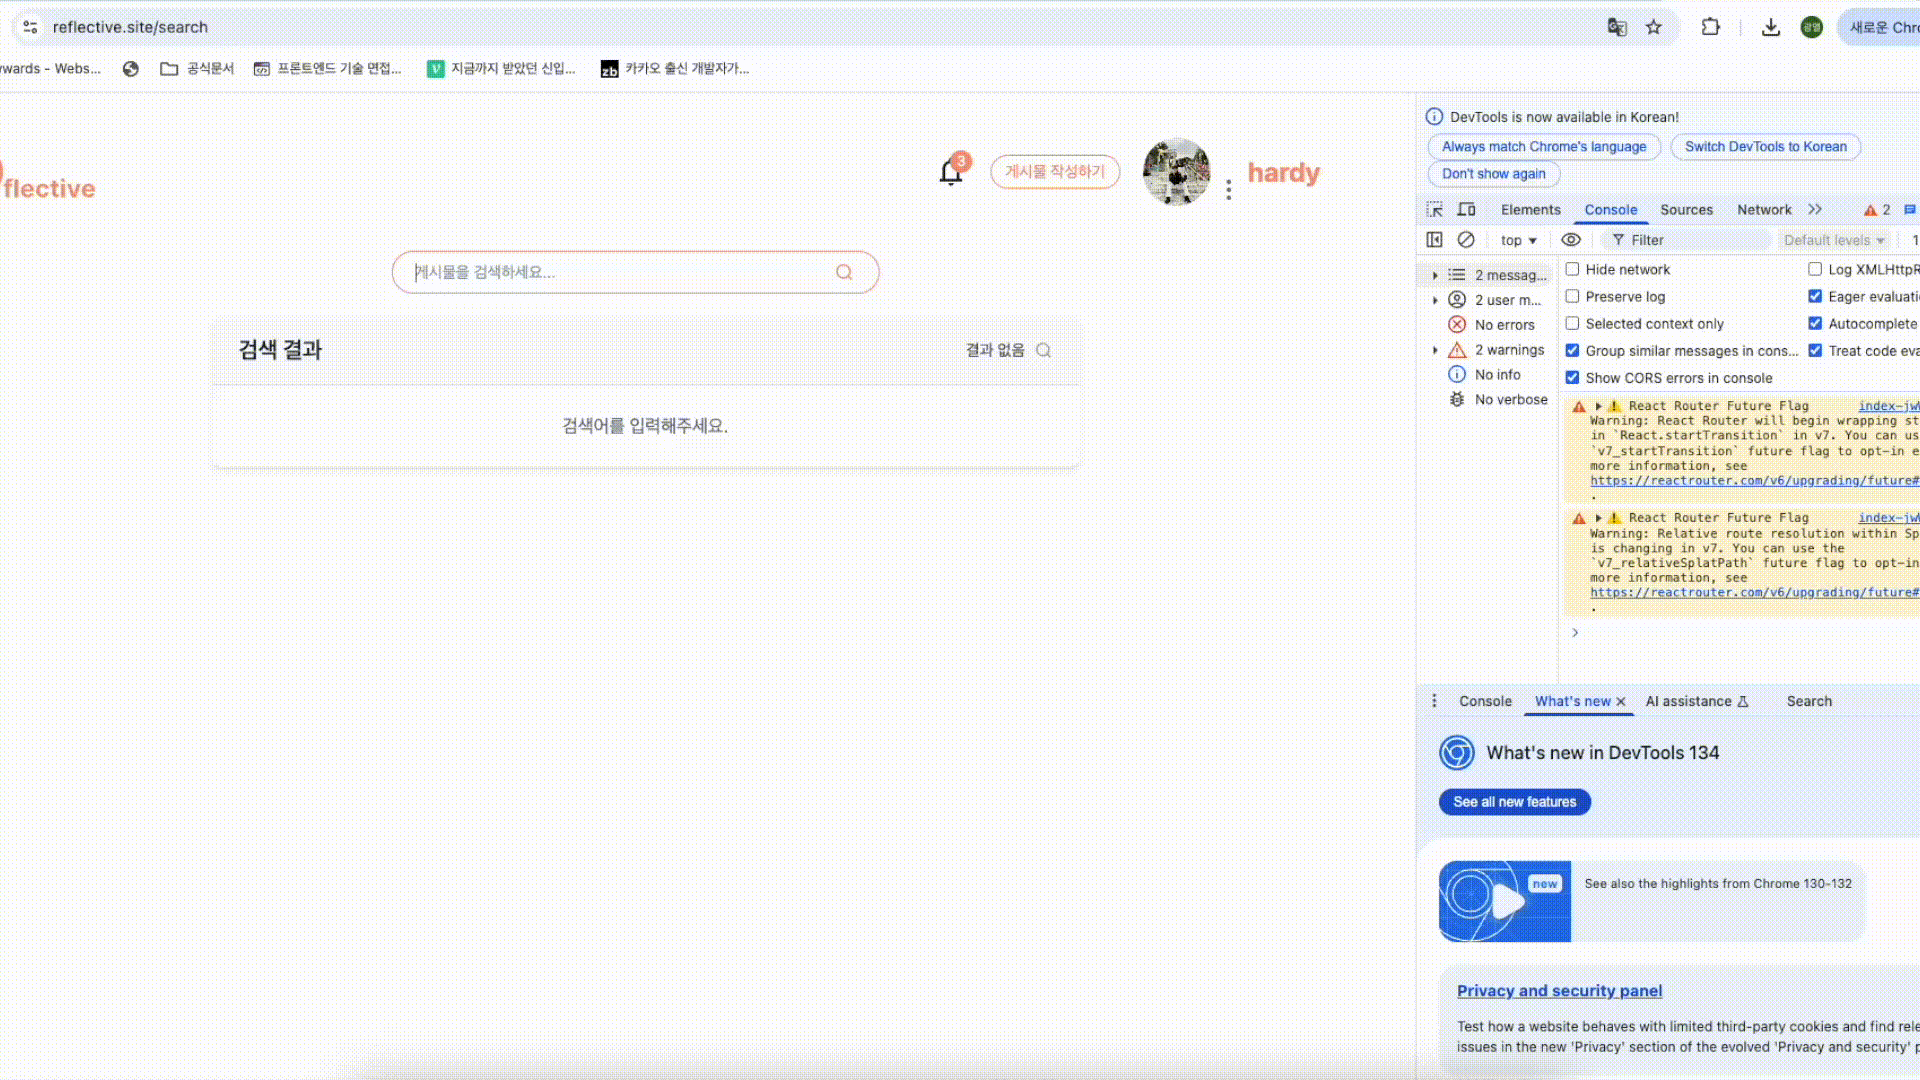 reflective.site/search
새로운 Chro
wards - Webs...
공식문서
프론트엔드 기술 면접...
지금까지 받았던 신입...
카카오 출신 개발자가...
flective
3
게시물 작성하기
hardy
게시물을 검색하세요...
검색 결과
결과 없음
검색어를 입력해주세요.
DevTools is now available in Korean!
Always match Chrome's language
Switch DevTools to Korean
Don't show again
Elements
Console
Sources
Network
2
top
Filter
Default levels
1
2 messag...
2 user m...
No errors
2 warnings
No info
No verbose
Hide network
Log XMLHttpR
Preserve log
Eager evaluati
Selected context only
Autocomplete
Group similar messages in cons...
Treat code eva
Show CORS errors in console
React Router Future Flag index-jwW
Warning: React Router will begin wrapping st
in `React.startTransition` in v7. You can us
`v7_startTransition` future flag to opt-in e
more information, see
https://reactrouter.com/v6/upgrading/future#
.
React Router Future Flag index-jwW
Warning: Relative route resolution within Sp
is changing in v7. You can use the
`v7_relativeSplatPath` future flag to opt-in
more information, see
https://reactrouter.com/v6/upgrading/future#
.
Console
What's new
AI assistance
Search
What's new in DevTools 134
See all new features
new
See also the highlights from Chrome 130-132
Privacy and security panel
Test how a website behaves with limited third-party cookies and find rele
issues in the new 'Privacy' section of the evolved 'Privacy and security' p